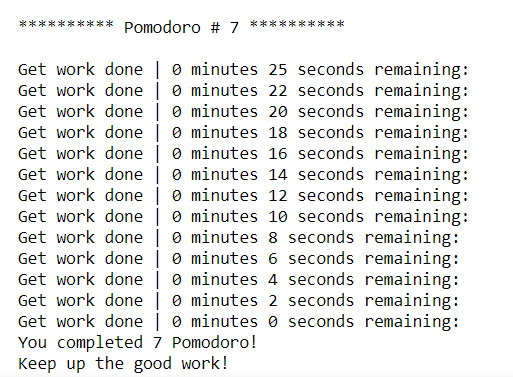 ********** Pomodoro # 7 **********
Get work done | 0 minutes 25 seconds remaining:
Get work done | 0 minutes 22 seconds remaining:
Get work done | 0 minutes 20 seconds remaining:
Get work done | 0 minutes 18 seconds remaining:
Get work done | 0 minutes 16 seconds remaining:
Get work done | 0 minutes 14 seconds remaining:
Get work done | 0 minutes 12 seconds remaining:
Get work done | 0 minutes 10 seconds remaining:
Get work done | 0 minutes 8 seconds remaining:
Get work done | 0 minutes 6 seconds remaining:
Get work done | 0 minutes 4 seconds remaining:
Get work done | 0 minutes 2 seconds remaining:
Get work done | 0 minutes 0 seconds remaining:
You completed 7 Pomodoro!
Keep up the good work!